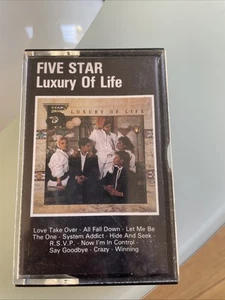 FIVE STAR
Luxury Of Life
LUXURY OF LIFE
Love Take Over · All Fall Down · Let Me Be
The One · System Addict · Hide And Seek
R.S.V.P. · Now I'm In Control ·
Say Goodbye · Crazy · Winning